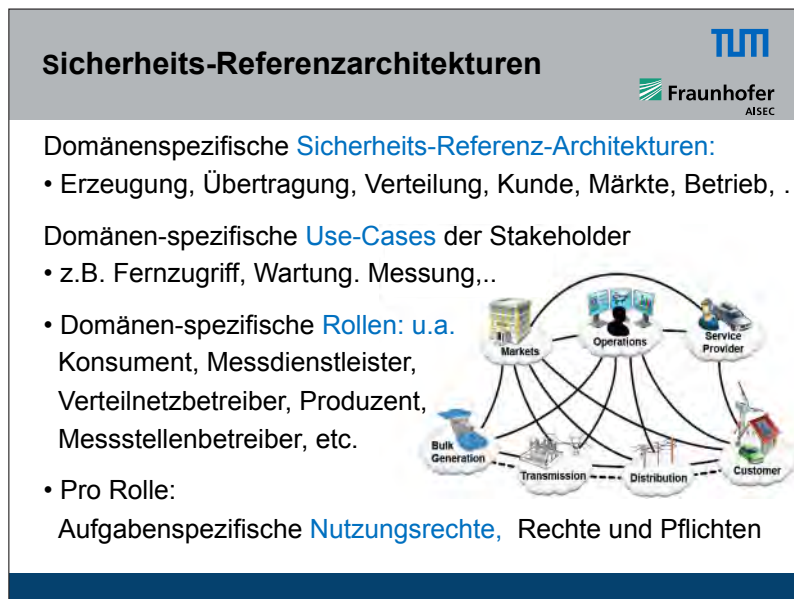 Sicherheits-Referenzarchitekturen
TUM
Fraunhofer
AISEC
Domänenspezifische Sicherheits-Referenz-Architekturen:
• Erzeugung, Übertragung, Verteilung, Kunde, Märkte, Betrieb, .
Domänen-spezifische Use-Cases der Stakeholder
• z.B. Fernzugriff, Wartung. Messung,..
• Domänen-spezifische Rollen: u.a.
Konsument, Messdienstleister,
Verteilnetzbetreiber, Produzent,
Messstellenbetreiber, etc.
• Pro Rolle:
Aufgabenspezifische Nutzungsrechte, Rechte und Pflichten
Markets
Operations
Service
Provider
Bulk
Generation
Transmission
Distribution
Customer